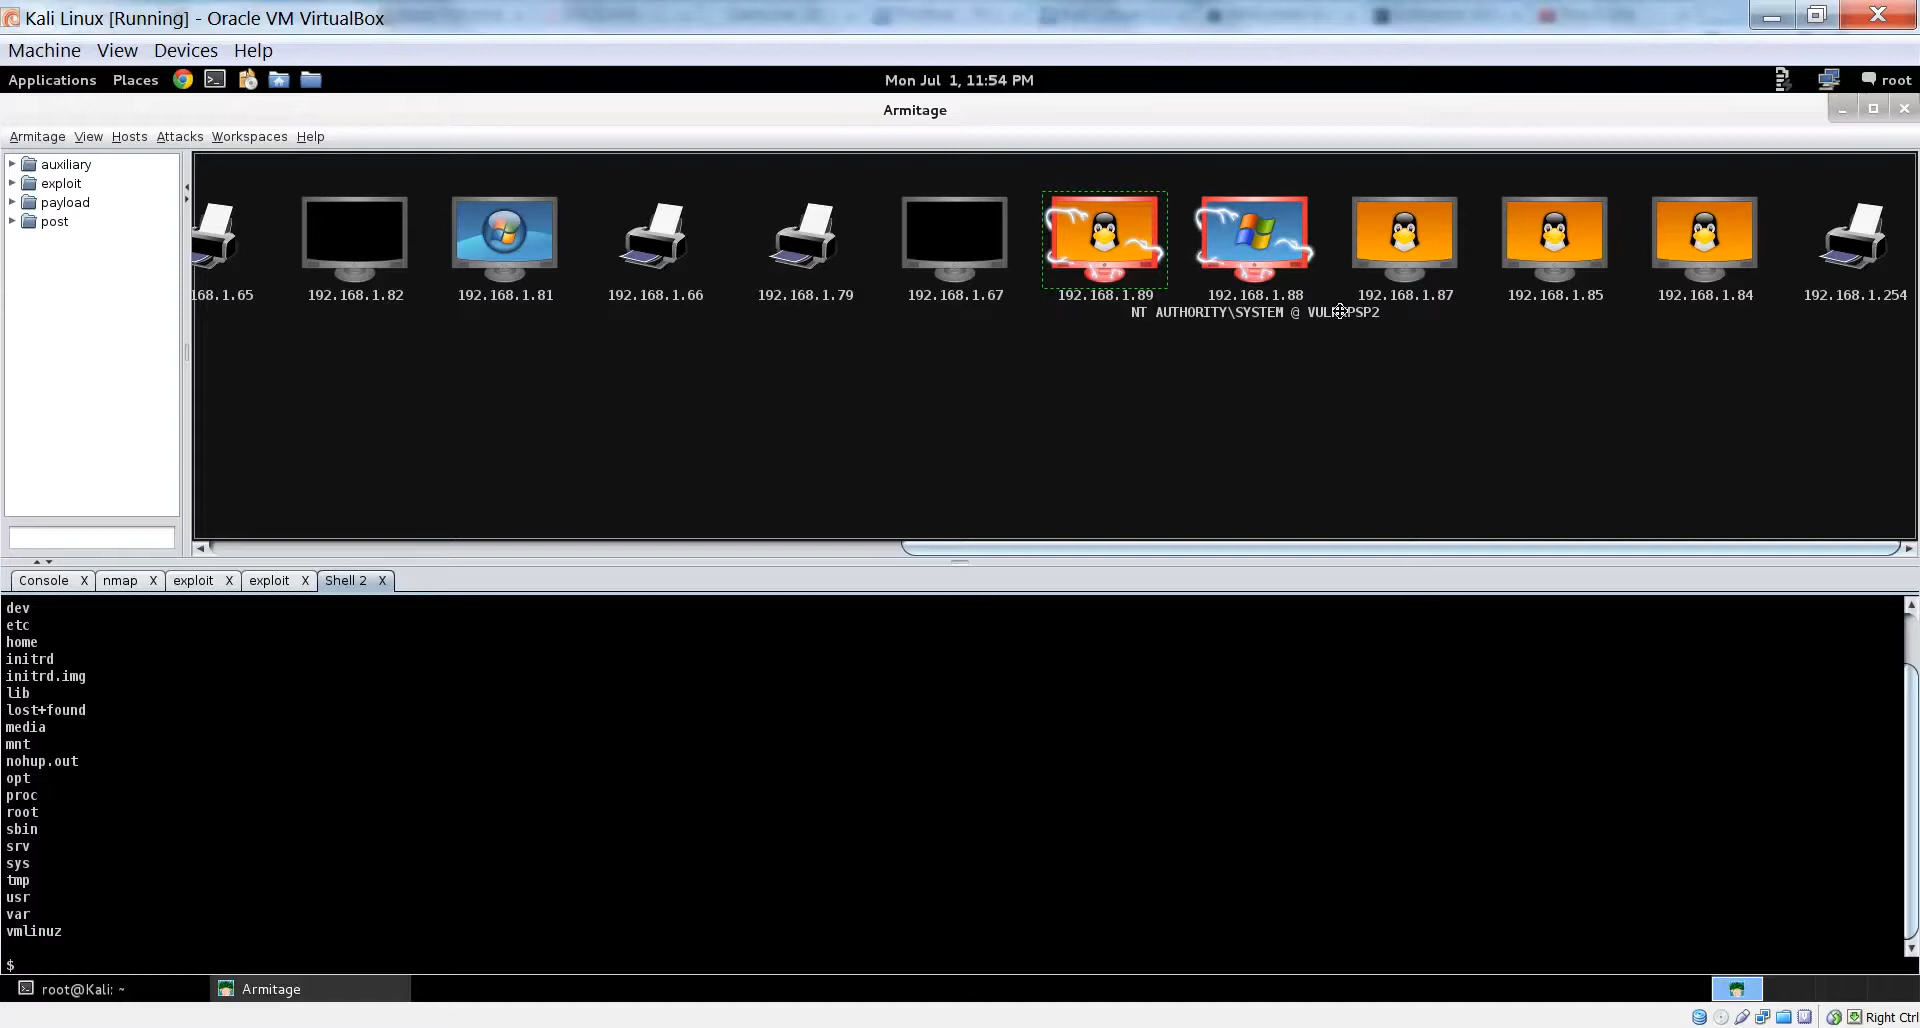 Kali Linux [Running] - Oracle VM VirtualBox
Machine View Devices Help
Applications Places Mon Jul 1, 11:54 PM root
Armitage
Armitage View Hosts Attacks Workspaces Help
auxiliary
exploit
payload
post
168.1.65 192.168.1.82 192.168.1.81 192.168.1.66 192.168.1.79 192.168.1.67 192.168.1.89 192.168.1.88 192.168.1.87 192.168.1.85 192.168.1.84 192.168.1.254
NT AUTHORITY\SYSTEM @
Console X nmap X exploit X exploit X Shell 2 X
dev
etc
home
initrd
initrd.img
lib
lost+found
media
mnt
nohup.out
opt
proc
root
sbin
srv
sys
tmp
usr
var
vmlinuz
$
root@Kali: ~ Armitage
Right Ctrl